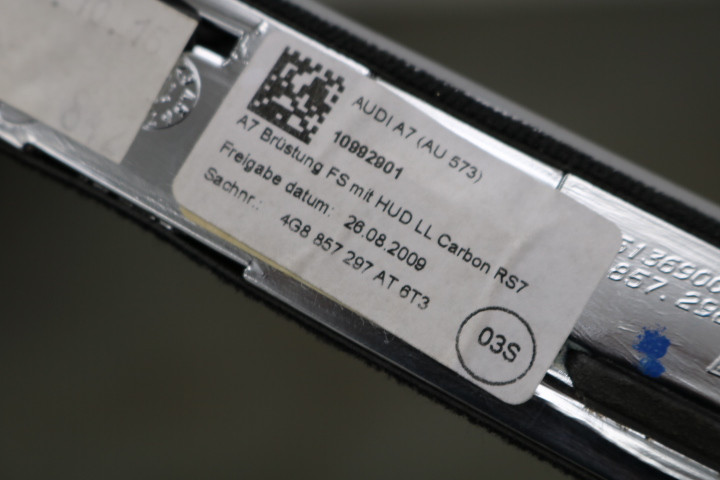 AUDI A7 (AU 573)
10992901
A7 Brüstung FS mit HUD LL Carbon RS7
Freigabe datum: 26.08.2009
Sachnr.: 4G8 857 297 AT 6T3
03S